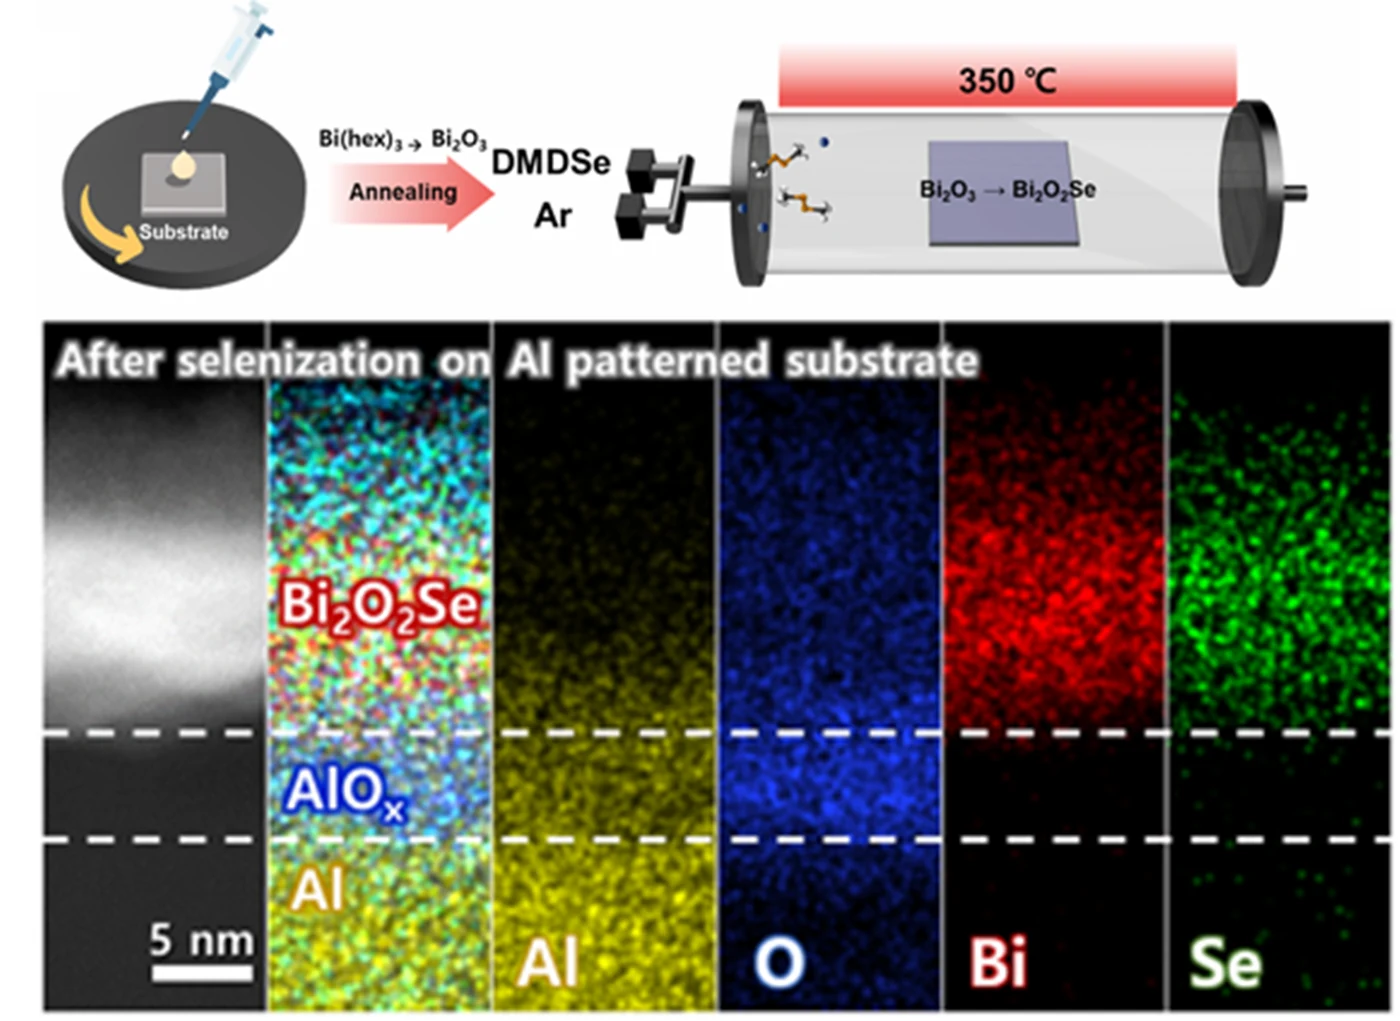 350 ℃
Bi(hex)₃ → Bi₂O₃
Annealing
DMDSe
Ar
Substrate
Bi₂O₃ → Bi₂O₂Se
After selenization on Al patterned substrate
Bi₂O₂Se
AlOₓ
Al
5 nm
Al
O
Bi
Se